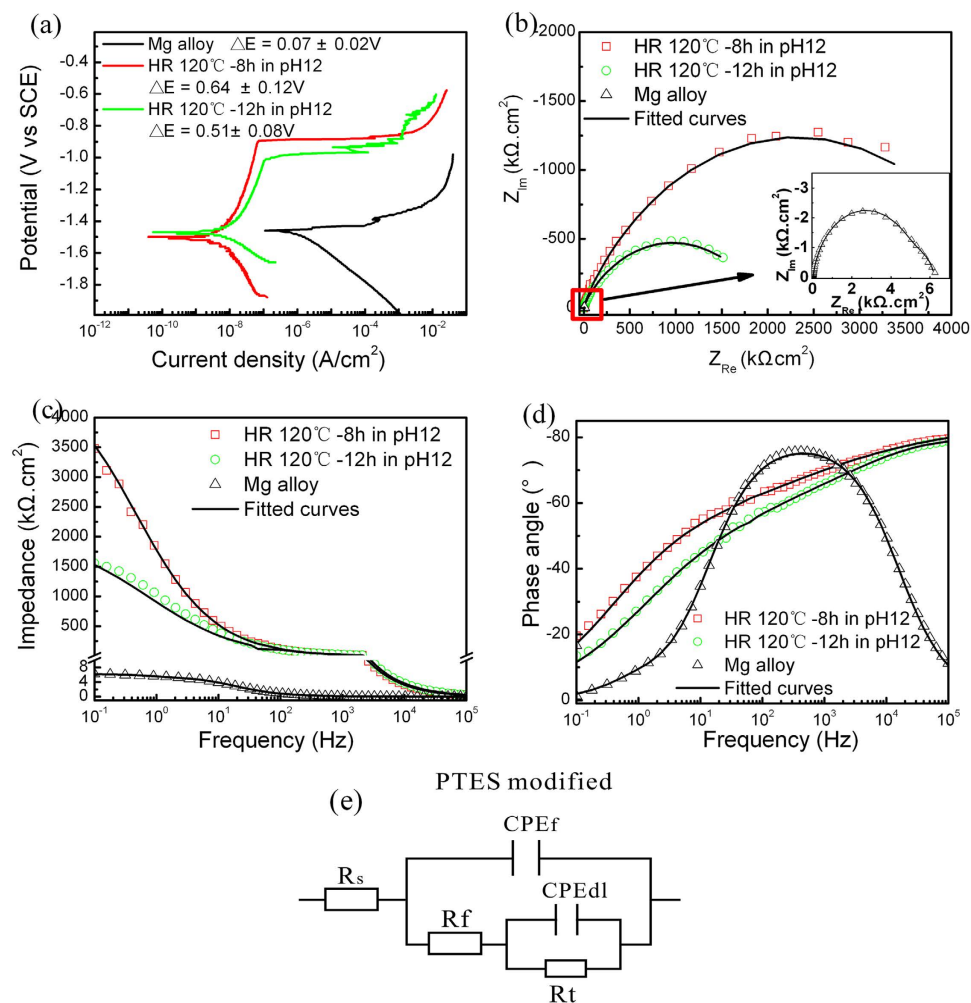 (a)
Mg alloy △E = 0.07 ± 0.02V
HR 120℃ -8h in pH12
△E = 0.64 ± 0.12V
HR 120℃ -12h in pH12
△E = 0.51± 0.08V
-0.4
-0.6
-0.8
-1.0
-1.2
-1.4
-1.6
-1.8
Potential (V vs SCE)
10-12
10-10
10-8
10-6
10-4
10-2
Current density (A/cm2)
(b)
HR 120℃ -8h in pH12
HR 120℃ -12h in pH12
Mg alloy
Fitted curves
-2000
-1500
-1000
-500
0
ZIm (kΩ.cm2)
-3
-2
-1
0
ZIm (kΩ.cm2)
0 2 4 6
ZRe (kΩ.cm2)
0 500 1000 1500 2000 2500 3000 3500 4000
ZRe (kΩcm2)
(c)
HR 120℃ -8h in pH12
HR 120℃ -12h in pH12
Mg alloy
Fitted curves
4000
3500
3000
2500
2000
1500
1000
500
8
4
0
Impedance (kΩ.cm2)
10-1 100 101 102 103 104 105
Frequency (Hz)
(d)
-80
-60
-40
-20
0
Phase angle (°)
HR 120℃ -8h in pH12
HR 120℃ -12h in pH12
Mg alloy
Fitted curves
10-1 100 101 102 103 104 105
Frequency (Hz)
PTES modified
(e)
CPEf
Rs
CPEdl
Rf
Rt